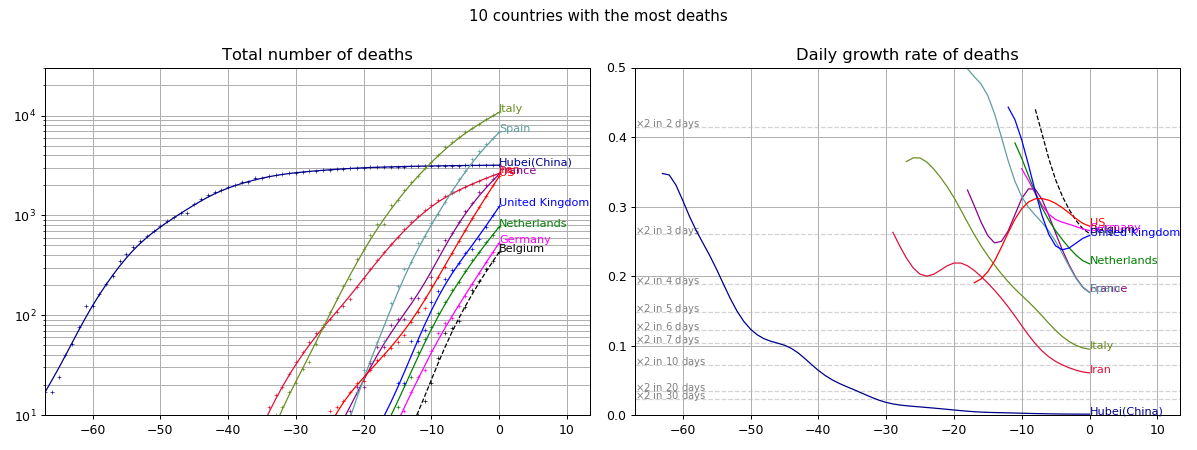 10 countries with the most deaths
Total number of deaths
10⁴
10³
10²
10¹
Italy
Spain
Hubei(China)
France
US
United Kingdom
Netherlands
Germany
Belgium
−60
−50
−40
−30
−20
−10
0
10
Daily growth rate of deaths
0.5
0.4
0.3
0.2
0.1
0.0
×2 in 2 days
×2 in 3 days
×2 in 4 days
×2 in 5 days
×2 in 6 days
×2 in 7 days
×2 in 10 days
×2 in 20 days
×2 in 30 days
US
Germany
United Kingdom
Netherlands
France
Italy
Iran
Hubei(China)
−60
−50
−40
−30
−20
−10
0
10